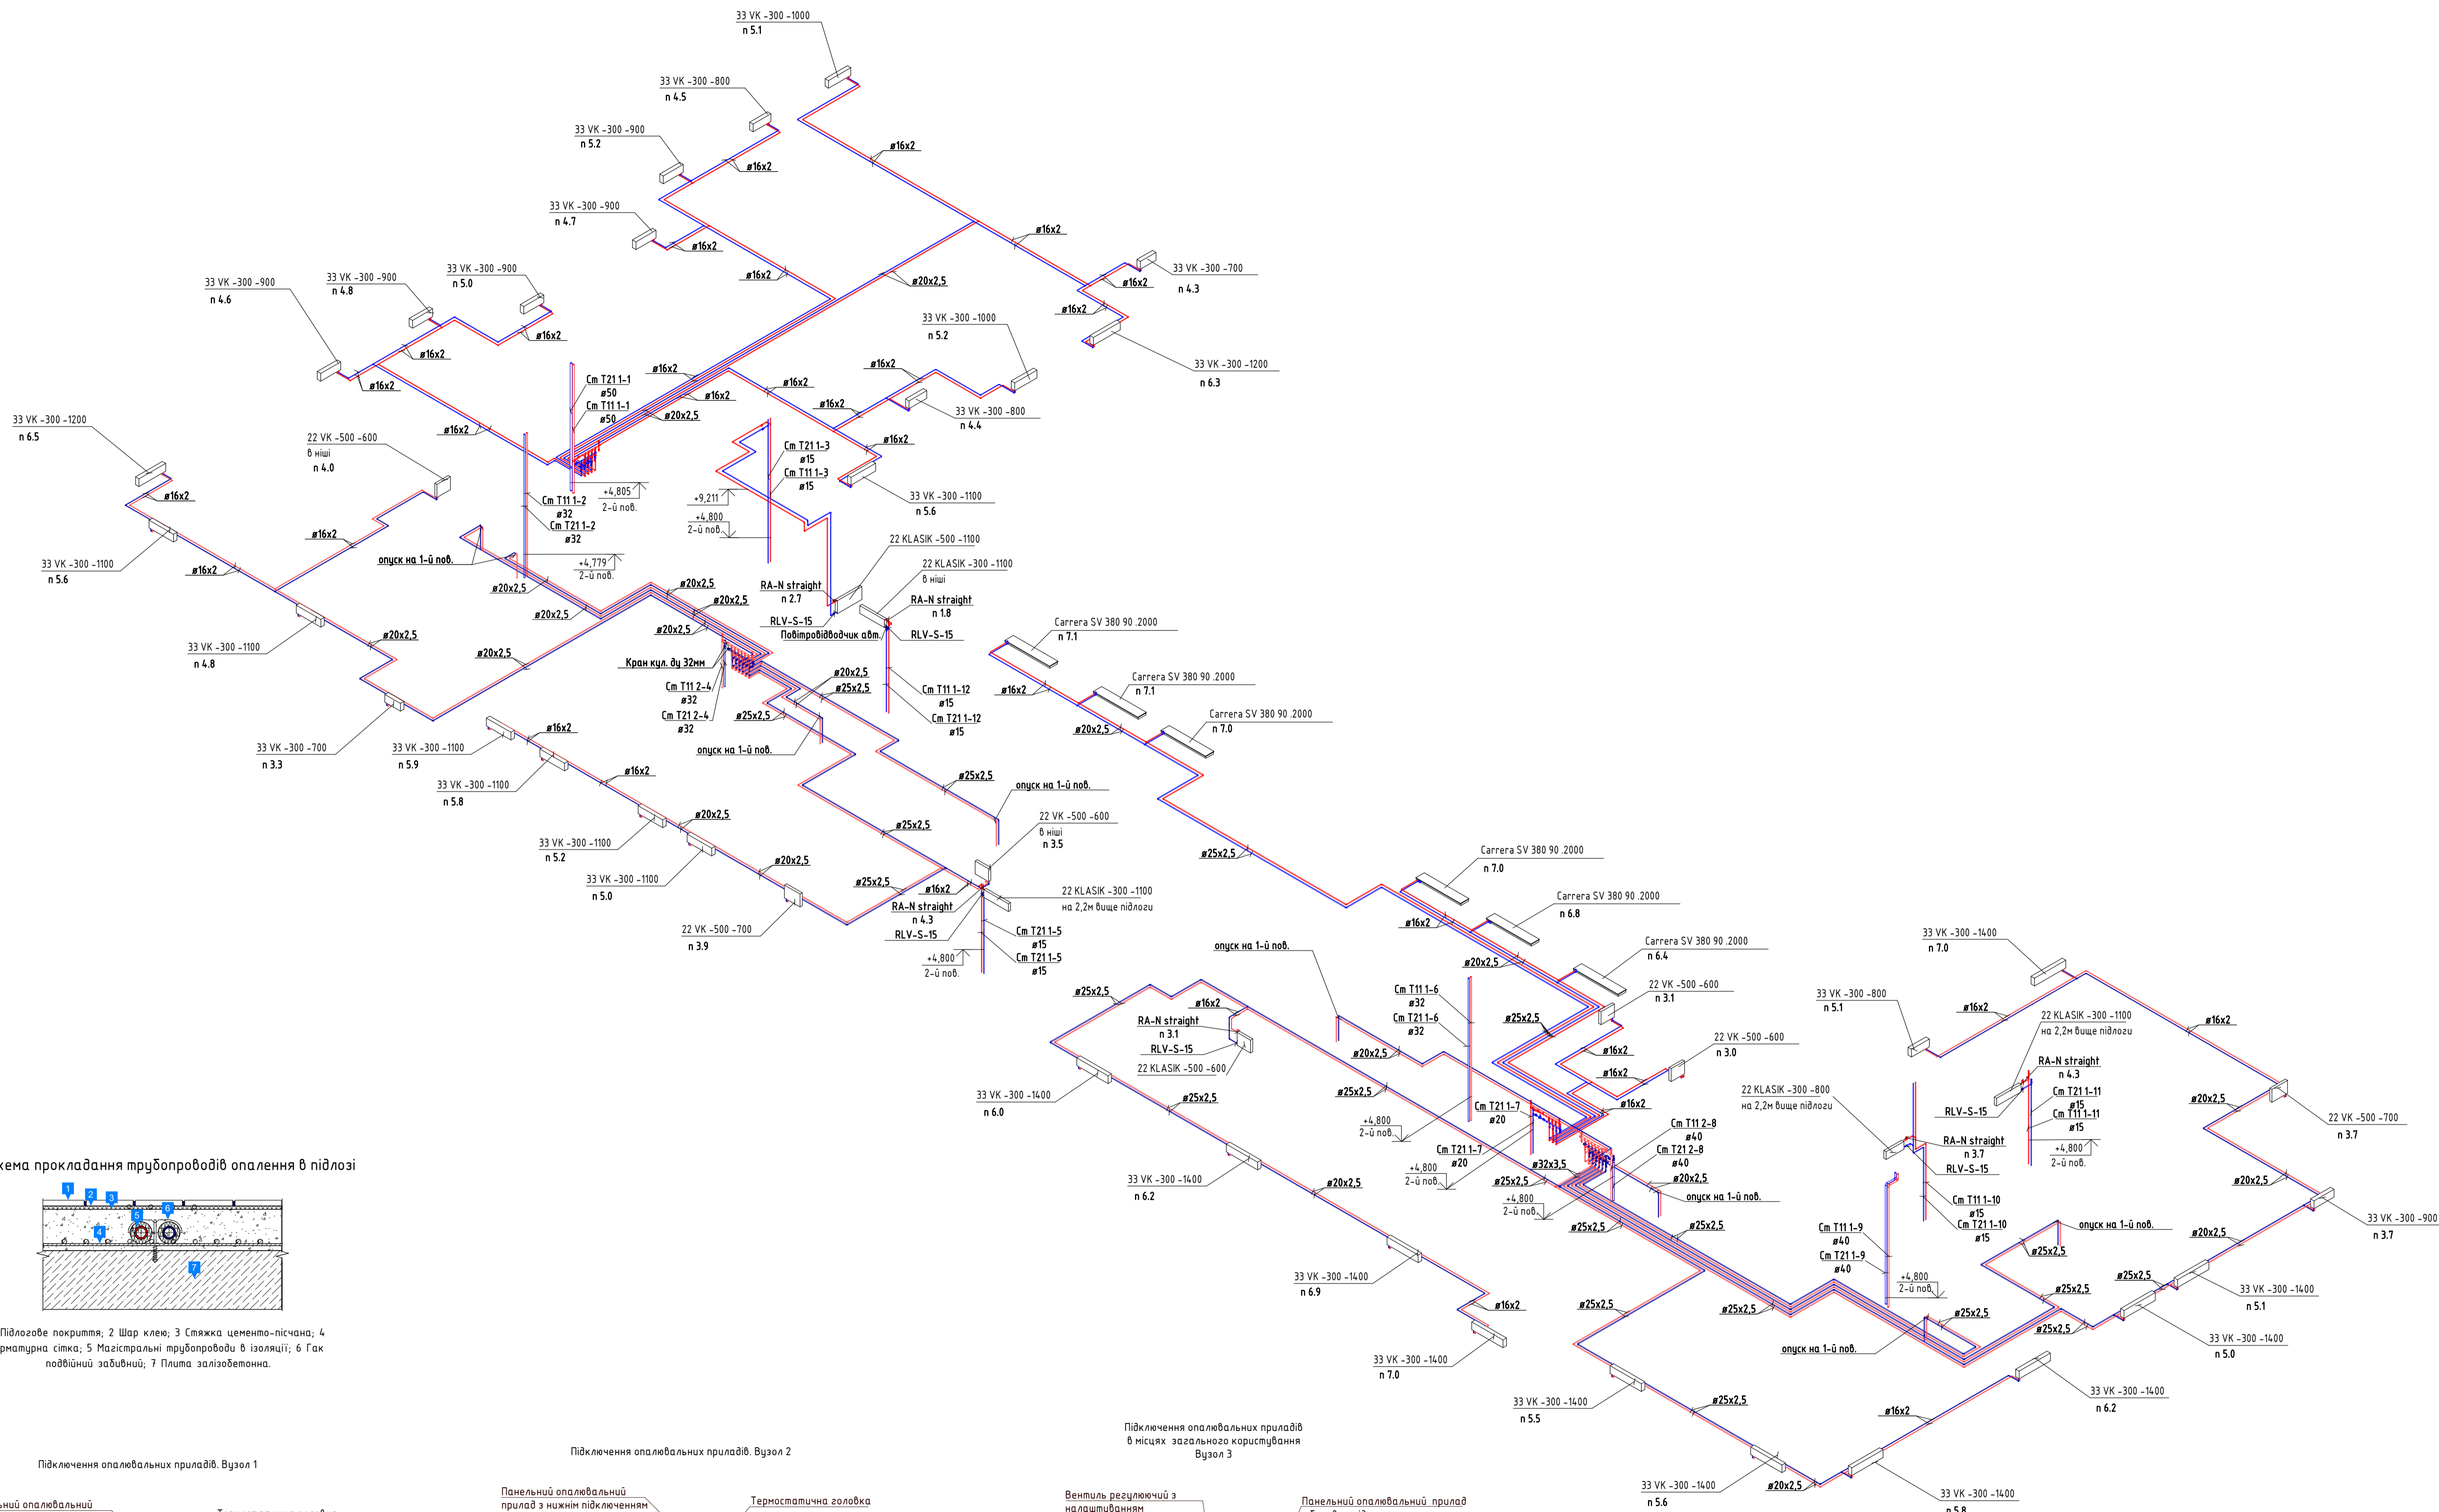 33 VK -300 -1000
n 5.1
33 VK -300 -800
n 4.5
33 VK -300 -900
n 5.2
ø16x2
ø16x2
33 VK -300 -900
n 4.7
ø16x2
ø16x2
ø16x2
ø20x2,5
33 VK -300 -700
n 4.3
ø16x2
ø16x2
33 VK -300 -900
n 4.6
33 VK -300 -900
n 4.8
33 VK -300 -900
n 5.0
ø16x2
ø16x2
ø16x2
33 VK -300 -1000
n 5.2
33 VK -300 -1200
n 6.3
ø16x2
ø16x2
ø16x2
ø16x2
ø16x2
ø20x2,5
33 VK -300 -800
n 4.4
ø16x2
Ст Т21 1-1
ø50
Ст Т11 1-1
ø50
ø16x2
33 VK -300 -1200
n 6.5
22 VK -500 -600
в ніші
n 4.0
Ст Т21 1-3
ø15
Ст Т11 1-3
ø15
33 VK -300 -1100
n 5.6
+4,805
2-й пов.
+9,211
+4,800
2-й пов.
Ст Т11 1-2
ø32
Ст Т21 1-2
ø32
ø16x2
ø16x2
ø16x2
опуск на 1-й пов.
+4,779
2-й пов.
33 VK -300 -1100
n 5.6
22 KLASIK -500 -1100
22 KLASIK -300 -1100
в ніші
RA-N straight
n 2.7
RLV-S-15
RA-N straight
n 1.8
RLV-S-15
Повітровідводчик авт.
ø20x2,5
ø20x2,5
ø20x2,5
ø20x2,5
ø20x2,5
ø20x2,5
ø20x2,5
33 VK -300 -1100
n 4.8
Кран кул. ду 32мм
Ст Т11 2-4
ø32
Ст Т21 2-4
ø32
ø20x2,5
ø25x2,5
ø25x2,5
опуск на 1-й пов.
Ст Т11 1-12
ø15
Ст Т21 1-12
ø15
Carrera SV 380 90 .2000
n 7.1
Carrera SV 380 90 .2000
n 7.1
Carrera SV 380 90 .2000
n 7.0
ø16x2
ø20x2,5
33 VK -300 -700
n 3.3
33 VK -300 -1100
n 5.9
33 VK -300 -1100
n 5.8
ø16x2
ø16x2
ø25x2,5
опуск на 1-й пов.
33 VK -300 -1100
n 5.2
ø20x2,5
ø25x2,5
22 VK -500 -600
в ніші
n 3.5
33 VK -300 -1100
n 5.0
ø20x2,5
ø25x2,5
ø16x2
RA-N straight
n 4.3
RLV-S-15
22 KLASIK -300 -1100
на 2,2м вище підлоги
22 VK -500 -700
n 3.9
Ст Т21 1-5
ø15
Ст Т21 1-5
ø15
+4,800
2-й пов.
ø25x2,5
Carrera SV 380 90 .2000
n 7.0
Carrera SV 380 90 .2000
n 6.8
Carrera SV 380 90 .2000
n 6.4
ø16x2
ø20x2,5
опуск на 1-й пов.
22 VK -500 -600
n 3.1
Ст Т11 1-6
ø32
Ст Т21 1-6
ø32
ø25x2,5
ø25x2,5
ø16x2
RA-N straight
n 3.1
RLV-S-15
22 KLASIK -500 -600
ø20x2,5
ø16x2
ø16x2
22 VK -500 -600
n 3.0
33 VK -300 -1400
n 6.0
ø25x2,5
ø25x2,5
Ст Т21 1-7
ø20
ø16x2
+4,800
2-й пов.
Ст Т21 1-7
ø20
Ст Т11 2-8
ø40
Ст Т21 2-8
ø40
ø32x3,5
+4,800
2-й пов.
ø25x2,5
ø20x2,5
опуск на 1-й пов.
+4,800
2-й пов.
33 VK -300 -1400
n 6.2
ø20x2,5
ø25x2,5
ø25x2,5
33 VK -300 -1400
n 6.9
ø16x2
ø25x2,5
ø25x2,5
33 VK -300 -1400
n 7.0
33 VK -300 -1400
n 7.0
33 VK -300 -800
n 5.1
ø16x2
22 KLASIK -300 -1100
на 2,2м вище підлоги
ø16x2
RA-N straight
n 4.3
22 KLASIK -300 -800
на 2,2м вище підлоги
RLV-S-15
Ст Т21 1-11
ø15
Ст Т11 1-11
ø15
ø20x2,5
22 VK -500 -700
n 3.7
RA-N straight
n 3.7
RLV-S-15
+4,800
2-й пов.
Ст Т11 1-10
ø15
Ст Т21 1-10
ø15
ø20x2,5
33 VK -300 -900
n 3.7
Ст Т11 1-9
ø40
Ст Т21 1-9
ø40
опуск на 1-й пов.
ø25x2,5
ø20x2,5
+4,800
2-й пов.
ø25x2,5
ø25x2,5
33 VK -300 -1400
n 5.1
ø25x2,5
ø25x2,5
33 VK -300 -1400
n 5.0
опуск на 1-й пов.
33 VK -300 -1400
n 6.2
33 VK -300 -1400
n 5.5
ø25x2,5
ø16x2
33 VK -300 -1400
n 5.6
ø20x2,5
33 VK -300 -1400
n 5.8
хема прокладання трубопроводів опалення в підлозі
1
2
3
4
5
6
7
Підлогове покриття; 2 Шар клею; 3 Стяжка цементо-пісчана; 4
рматурна сітка; 5 Магістральні трубопроводи в ізоляції; 6 Гак
подвійний забивний; 7 Плита залізобетонна.
Підключення опалювальних приладів. Вузол 1
ьний опалювальний
Підключення опалювальних приладів. Вузол 2
Панельний опалювальний
прилад з нижнім підключенням
Термостатична головка
Підключення опалювальних приладів
в місцях загального користування
Вузол 3
Вентиль регулюючий з
налаштуванням
Панельний опалювальний прилад